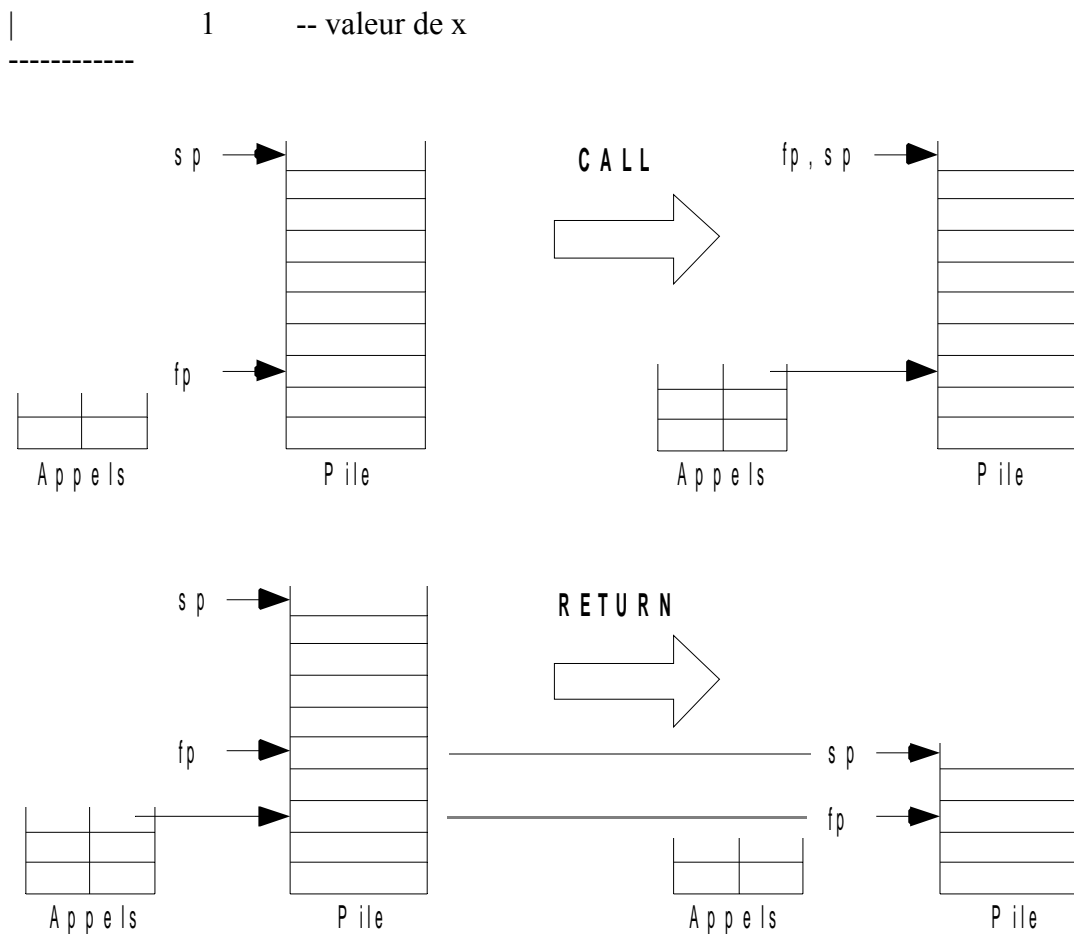 | 1 -- valeur de x
------------
sp CALL fp, sp
fp
Appels Pile Appels Pile
sp RETURN
fp sp
fp
Appels Pile Appels Pile